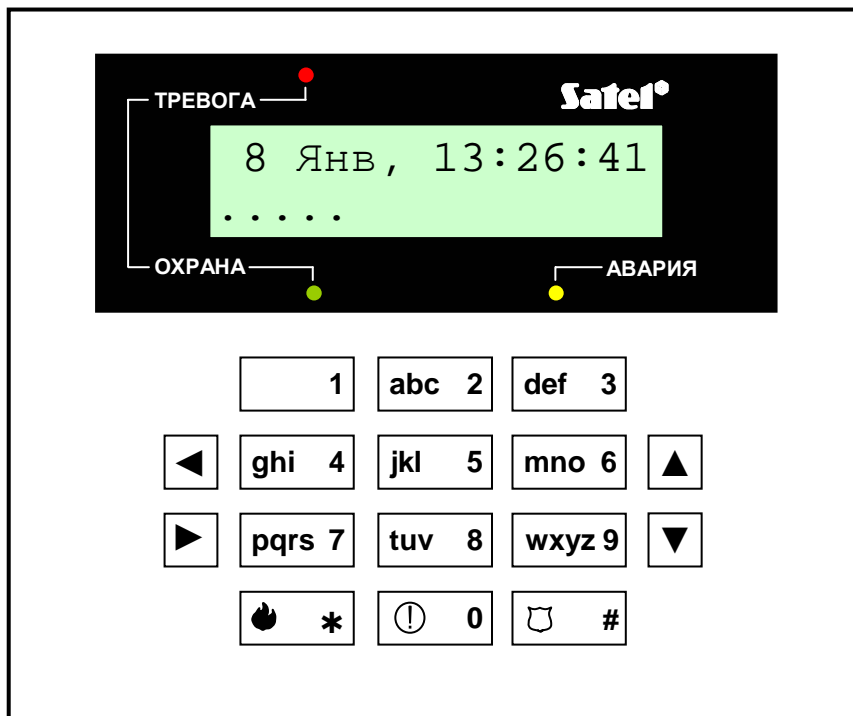 ТРЕВОГА
Satel®
8 Янв, 13:26:41
.....
ОХРАНА
АВАРИЯ
1
abc 2
def 3
◄
ghi 4
jkl 5
mno 6
▲
►
pqrs 7
tuv 8
wxyz 9
▼
*
! 0
#